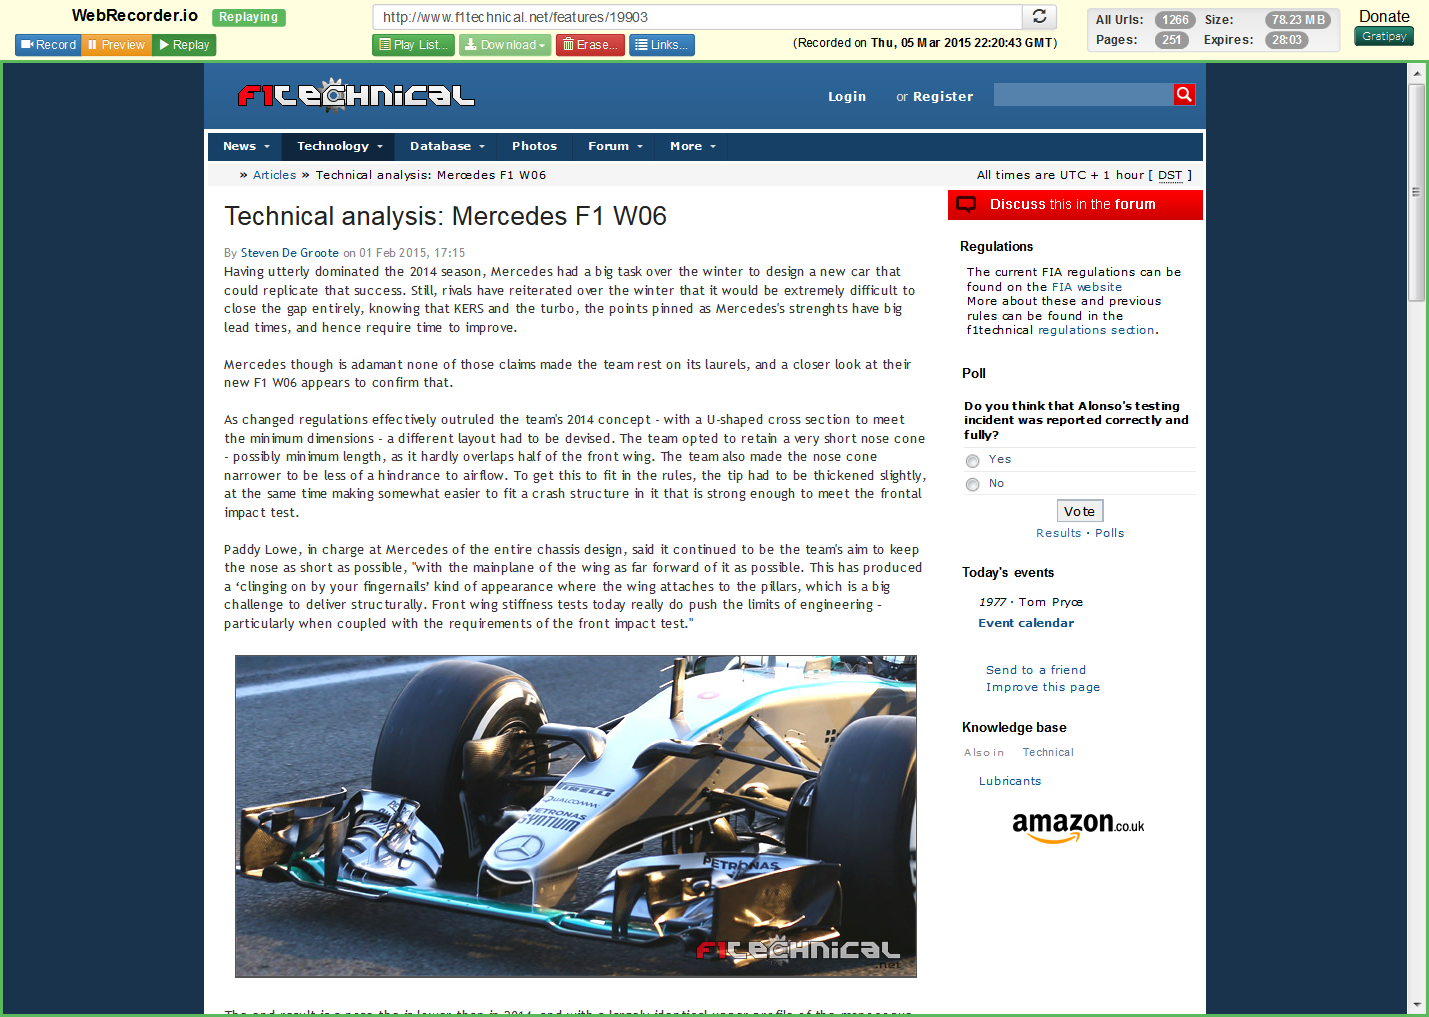 WebRecorder.io Replaying
http://www.f1technical.net/features/19903
All Urls: 1266 Size: 78.23 MB
Pages: 251 Expires: 28:03
Donate
Gratipay
Record Preview Replay
Play List... Download Erase... Links...
(Recorded on Thu, 05 Mar 2015 22:20:43 GMT)
F1technical
Login or Register
News Technology Database Photos Forum More
» Articles » Technical analysis: Mercedes F1 W06
All times are UTC + 1 hour [ DST ]
Technical analysis: Mercedes F1 W06
By Steven De Groote on 01 Feb 2015, 17:15
Having utterly dominated the 2014 season, Mercedes had a big task over the winter to design a new car that
could replicate that success. Still, rivals have reiterated over the winter that it would be extremely difficult to
close the gap entirely, knowing that KERS and the turbo, the points pinned as Mercedes's strenghts have big
lead times, and hence require time to improve.
Mercedes though is adamant none of those claims made the team rest on its laurels, and a closer look at their
new F1 W06 appears to confirm that.
As changed regulations effectively outruled the team's 2014 concept - with a U-shaped cross section to meet
the minimum dimensions - a different layout had to be devised. The team opted to retain a very short nose cone
- possibly minimum length, as it hardly overlaps half of the front wing. The team also made the nose cone
narrower to be less of a hindrance to airflow. To get this to fit in the rules, the tip had to be thickened slightly,
at the same time making somewhat easier to fit a crash structure in it that is strong enough to meet the frontal
impact test.
Paddy Lowe, in charge at Mercedes of the entire chassis design, said it continued to be the team's aim to keep
the nose as short as possible, "with the mainplane of the wing as far forward of it as possible. This has produced
a ‘clinging on by your fingernails’ kind of appearance where the wing attaches to the pillars, which is a big
challenge to deliver structurally. Front wing stiffness tests today really do push the limits of engineering -
particularly when coupled with the requirements of the front impact test."
PIRELLI
QUALCOMM
PETRONAS
SYNTIUM
PETRONAS
F1technical
.net
The end result is a nose the is lower than in 2014, and with a largely identical upper profile of the monocoque,
Discuss this in the forum
Regulations
The current FIA regulations can be
found on the FIA website
More about these and previous
rules can be found in the
f1technical regulations section.
Poll
Do you think that Alonso's testing
incident was reported correctly and
fully?
Yes
No
Vote
Results · Polls
Today's events
1977 · Tom Pryce
Event calendar
Send to a friend
Improve this page
Knowledge base
Also in Technical
Lubricants
amazon.co.uk